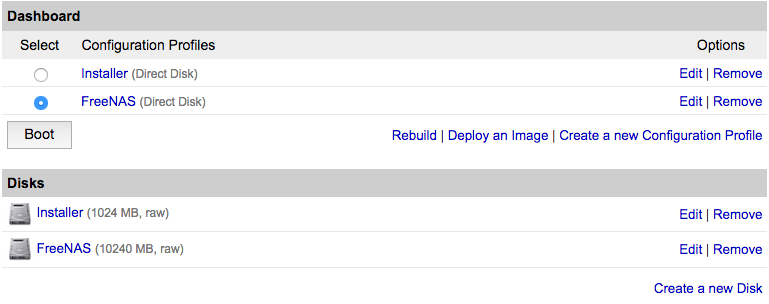 Dashboard
Select Configuration Profiles Options
Installer (Direct Disk) Edit | Remove
FreeNAS (Direct Disk) Edit | Remove
Boot Rebuild | Deploy an Image | Create a new Configuration Profile
Disks
Installer (1024 MB, raw) Edit | Remove
FreeNAS (10240 MB, raw) Edit | Remove
Create a new Disk